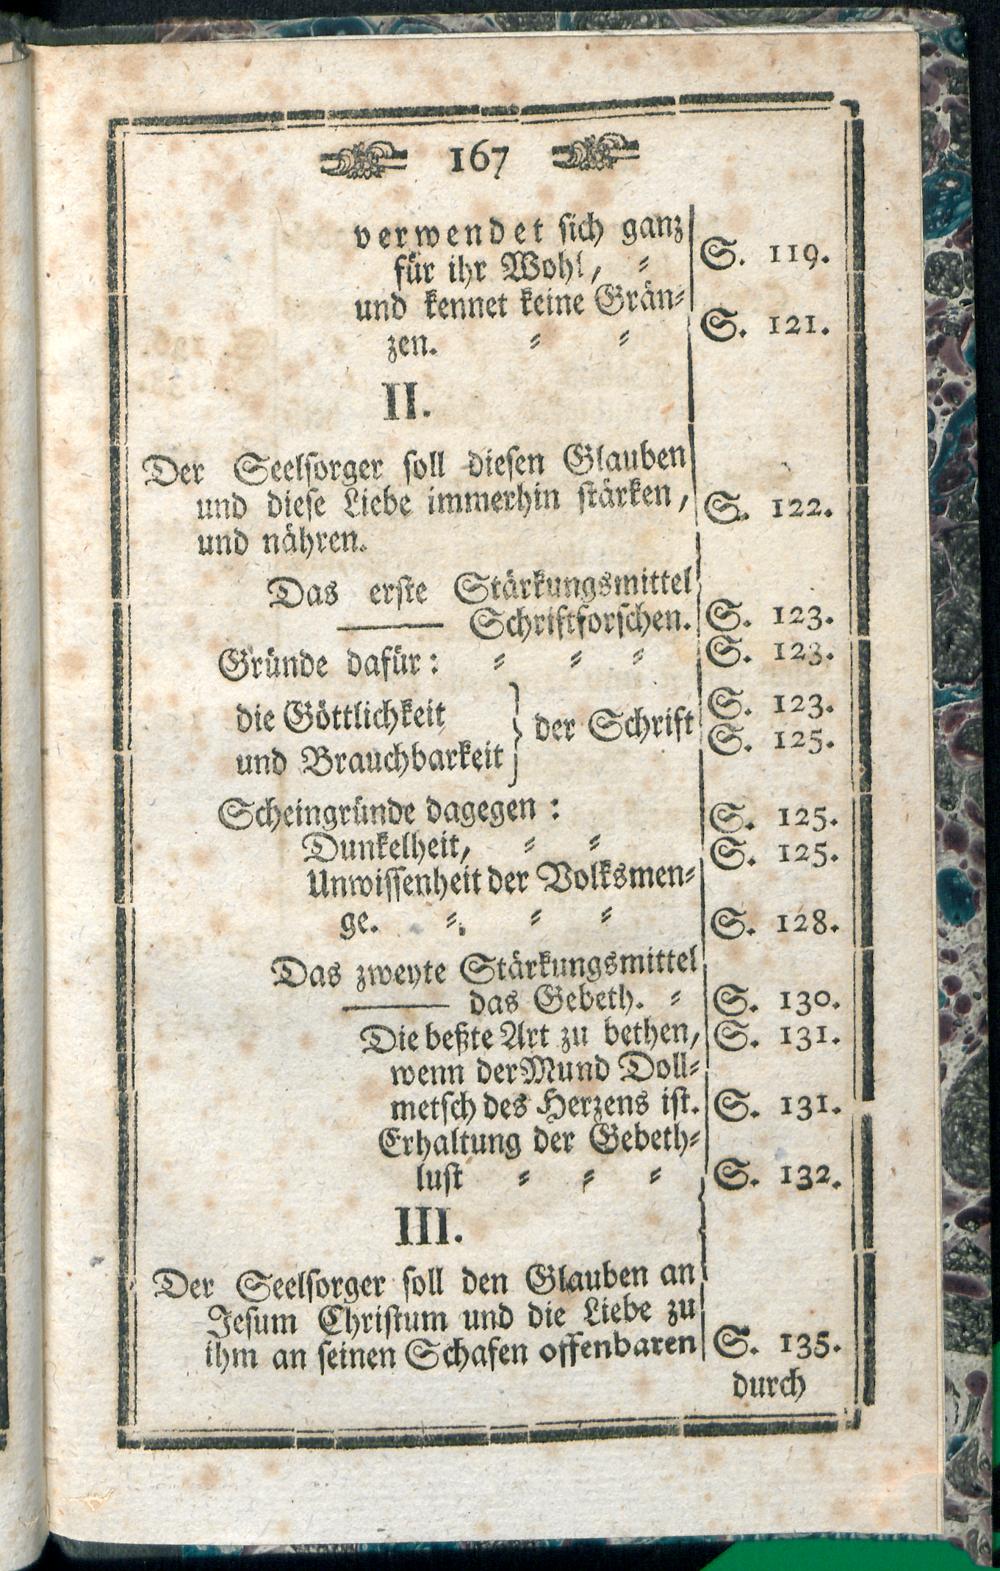 167
verwendet ſich ganz
für ihr Wohl, ⸗ S. 119.
und kennet keine Grän⸗
zen. ⸗ ⸗ S. 121.
II.
Der Seelſorger ſoll dieſen Glauben
und dieſe Liebe immerhin ſtärken, S. 122.
und nähren.
Das erſte Stärkungsmittel
—— Schriftforſchen. S. 123.
Gründe dafür: ⸗ ⸗ ⸗ S. 123.
die Göttlichkeit S. 123.
} der Schrift
und Brauchbarkeit S. 125.
Scheingründe dagegen: S. 125.
Dunkelheit, ⸗ ⸗ S. 125.
Unwiſſenheit der Volksmen⸗
ge. ⸗ ⸗ ⸗ S. 128.
Das zweyte Stärkungsmittel
—— das Gebeth. ⸗ S. 130.
Die beßte Art zu bethen, S. 131.
wenn der Mund Doll⸗
metſch des Herzens iſt. S. 131.
Erhaltung der Gebeth⸗
luſt ⸗ ⸗ ⸗ S. 132.
III.
Der Seelſorger ſoll den Glauben an
Jeſum Chriſtum und die Liebe zu
ihm an ſeinen Schafen offenbaren S. 135.
durch